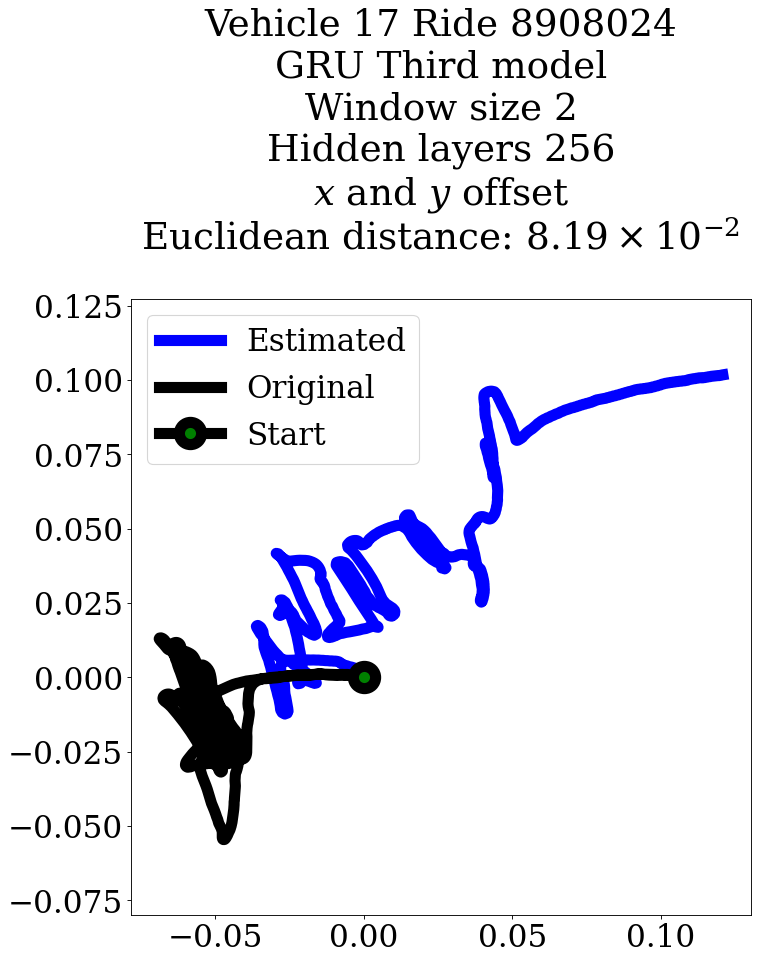 Vehicle 17 Ride 8908024
GRU Third model
Window size 2
Hidden layers 256
x and y offset
Euclidean distance: 8.19 × 10⁻²
0.125
0.100
0.075
0.050
0.025
0.000
−0.025
−0.050
−0.075
Estimated
Original
Start
−0.05 0.00 0.05 0.10